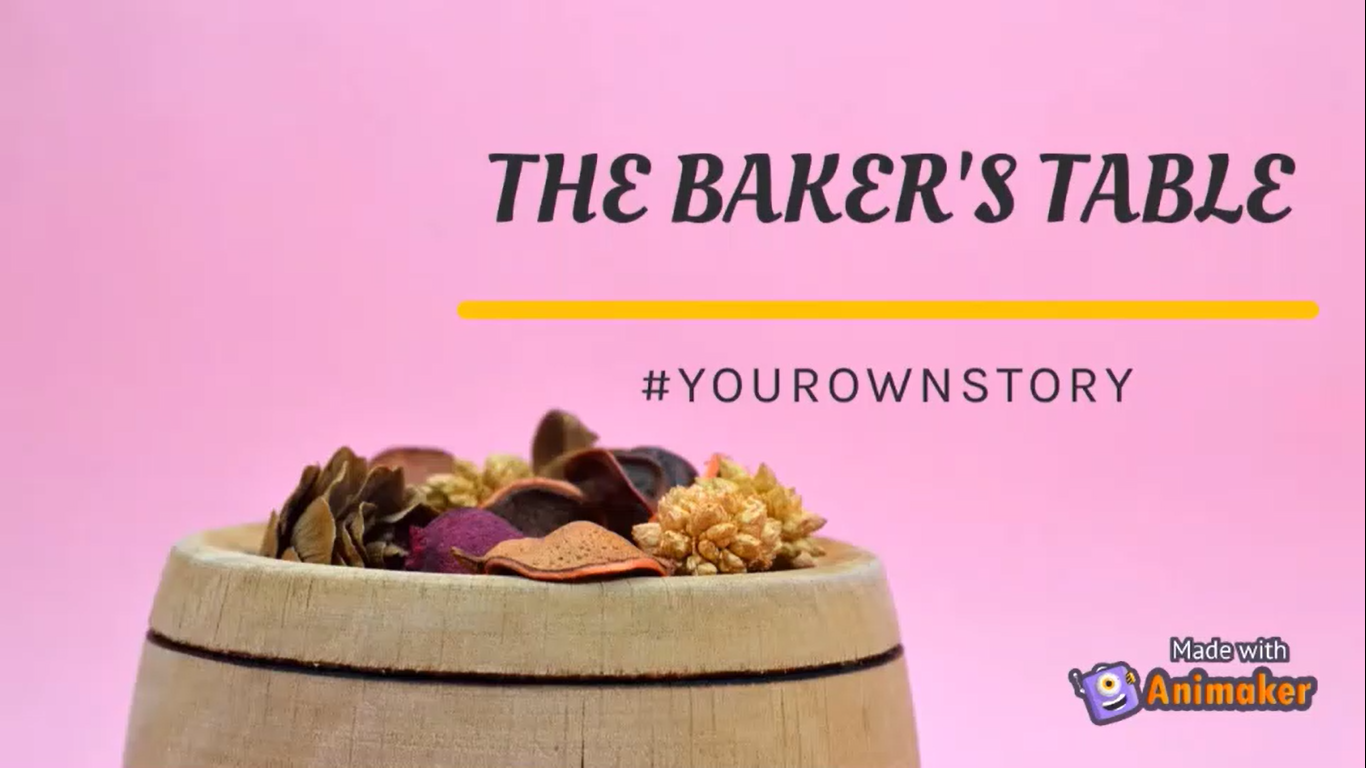 THE BAKER'S TABLE
#YOUROWNSTORY
Made with
Animaker